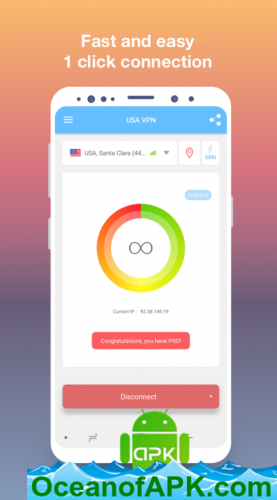 Fast and easy
1 click connection
USA VPN
USA, Santa Clara (44...
MIN
CHECK IP
∞
Current IP : 92.38.149.19
Congratulations, you have PRO!
Disconnect
apk
OceanofAPK.com